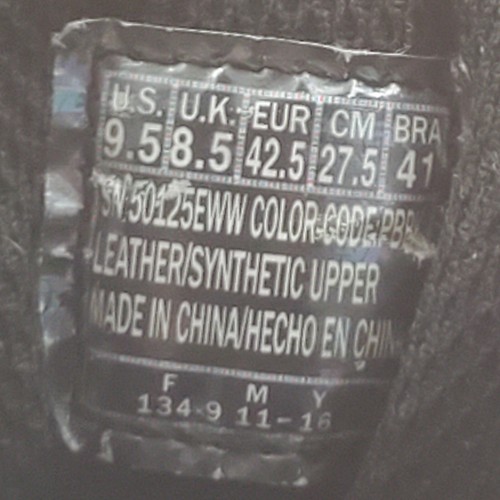 U.S. U.K. EUR CM BRA
9.5 8.5 42.5 27.5 41
SN 50125EWW COLOR CODE:
LEATHER/SYNTHETIC UPPER
MADE IN CHINA/HECHO EN
F M Y
134-9 11-16